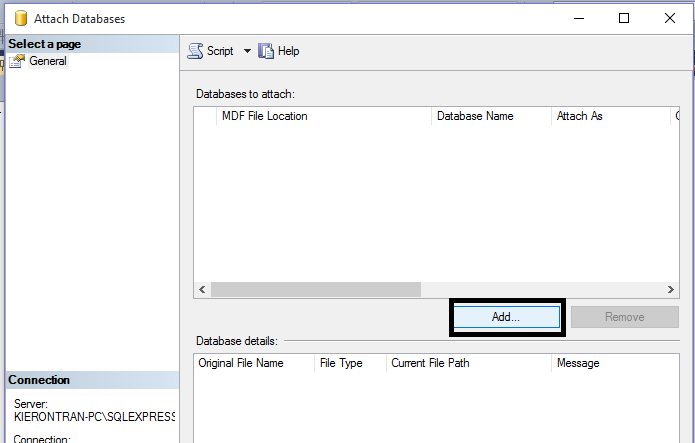 Attach Databases
Select a page
General
Script
Help
Databases to attach:
MDF File Location Database Name Attach As
Add...
Remove
Database details:
Original File Name File Type Current File Path Message
Connection
Server:
KIERONTRAN-PC\SQLEXPRESS
Connection: